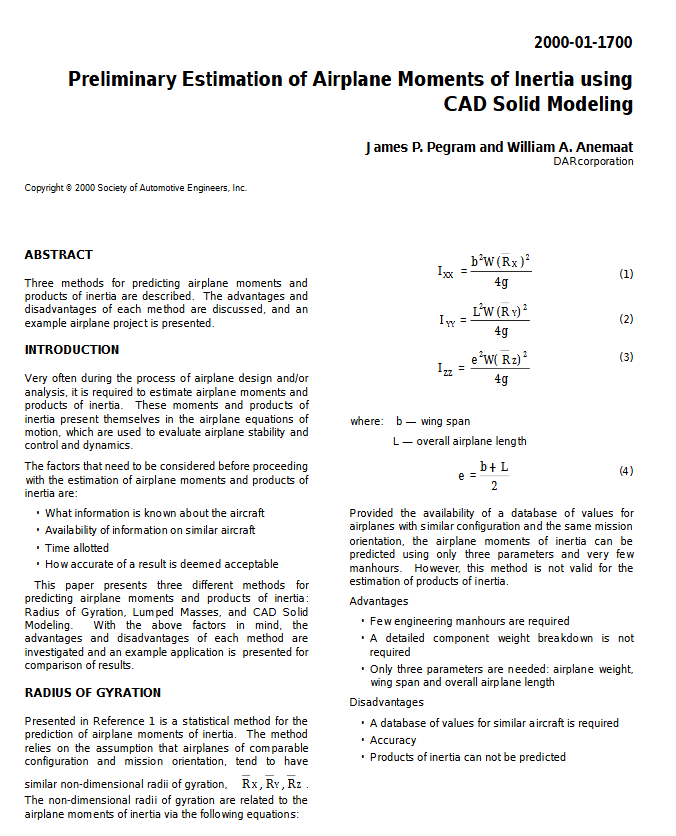 2000-01-1700
Preliminary Estimation of Airplane Moments of Inertia using
CAD Solid Modeling
James P. Pegram and William A. Anemaat
DARcorporation
Copyright © 2000 Society of Automotive Engineers, Inc.
ABSTRACT
Three methods for predicting airplane moments and
products of inertia are described. The advantages and
disadvantages of each method are discussed, and an
example airplane project is presented.
INTRODUCTION
Very often during the process of airplane design and/or
analysis, it is required to estimate airplane moments and
products of inertia. These moments and products of
inertia present themselves in the airplane equations of
motion, which are used to evaluate airplane stability and
control and dynamics.
The factors that need to be considered before proceeding
with the estimation of airplane moments and products of
inertia are:
• What information is known about the aircraft
• Availability of information on similar aircraft
• Time allotted
• How accurate of a result is deemed acceptable
This paper presents three different methods for
predicting airplane moments and products of inertia:
Radius of Gyration, Lumped Masses, and CAD Solid
Modeling. With the above factors in mind, the
advantages and disadvantages of each method are
investigated and an example application is presented for
comparison of results.
RADIUS OF GYRATION
Presented in Reference 1 is a statistical method for the
prediction of airplane moments of inertia. The method
relies on the assumption that airplanes of comparable
configuration and mission orientation, tend to have
similar non-dimensional radii of gyration, R̅x, R̅Y, R̅z .
The non-dimensional radii of gyration are related to the
airplane moments of inertia via the following equations:
I_XX = b²W(R̅x)² / 4g (1)
I_YY = L²W(R̅Y)² / 4g (2)
I_zz = e²W(R̅z)² / 4g (3)
where: b — wing span
L — overall airplane length
e = b + L / 2 (4)
Provided the availability of a database of values for
airplanes with similar configuration and the same mission
orientation, the airplane moments of inertia can be
predicted using only three parameters and very few
manhours. However, this method is not valid for the
estimation of products of inertia.
Advantages
• Few engineering manhours are required
• A detailed component weight breakdown is not
required
• Only three parameters are needed: airplane weight,
wing span and overall airplane length
Disadvantages
• A database of values for similar aircraft is required
• Accuracy
• Products of inertia can not be predicted